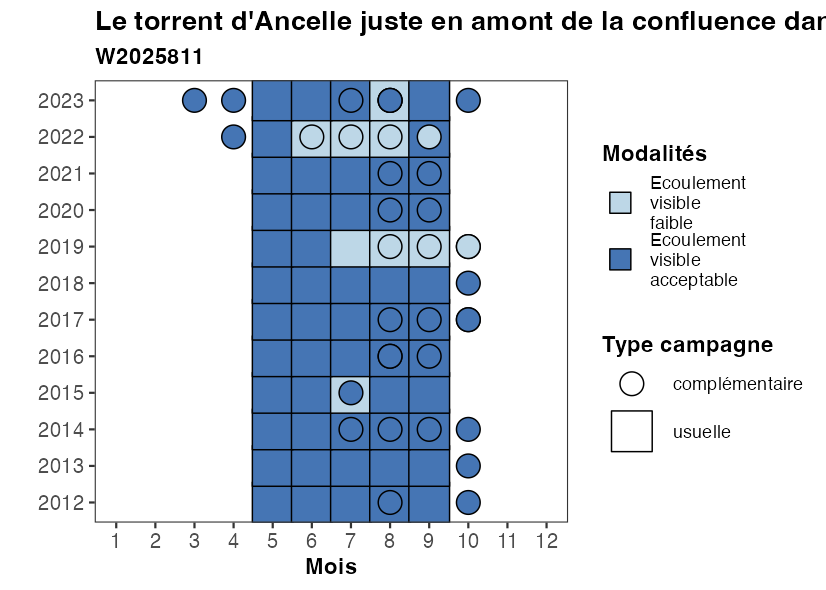 Le torrent d'Ancelle juste en amont de la confluence dan
W2025811
2023
2022
2021
2020
2019
2018
2017
2016
2015
2014
2013
2012
1 2 3 4 5 6 7 8 9 10 11 12
Mois
Modalités
Ecoulement
visible
faible
Ecoulement
visible
acceptable
Type campagne
complémentaire
usuelle